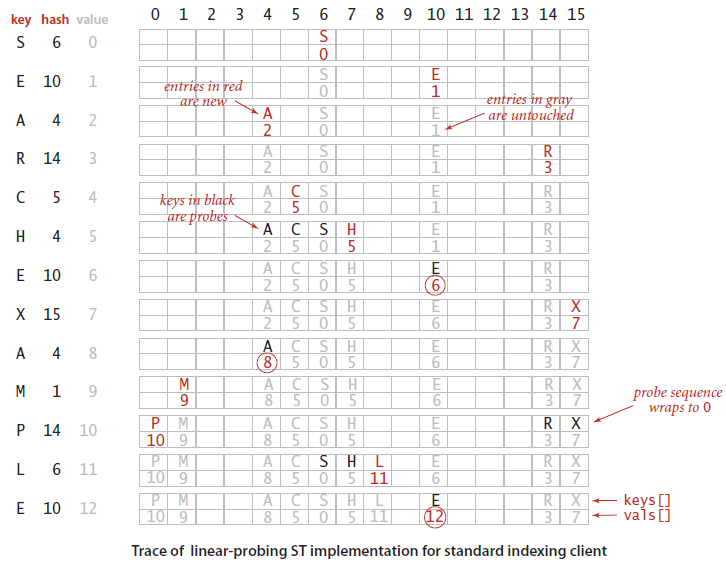 key hash value 0 1 2 3 4 5 6 7 8 9 10 11 12 13 14 15
S 6 0
S
0
E 10 1
S E
0 1
entries in red
are new
entries in gray
are untouched
A 4 2
A S E
2 0 1
R 14 3
A S E R
2 0 1 3
C 5 4
A C S E R
2 5 0 1 3
keys in black
are probes
H 4 5
A C S H E R
2 5 0 5 1 3
E 10 6
A C S H E R
2 5 0 5 6 3
X 15 7
A C S H E R X
2 5 0 5 6 3 7
A 4 8
A C S H E R X
8 5 0 5 6 3 7
M 1 9
M A C S H E R X
9 8 5 0 5 6 3 7
probe sequence
wraps to 0
P 14 10
P M A C S H E R X
10 9 8 5 0 5 6 3 7
L 6 11
P M A C S H L E R X
10 9 8 5 0 5 11 6 3 7
E 10 12
P M A C S H L E R X
10 9 8 5 0 5 11 12 3 7
keys[]
vals[]
Trace of linear-probing ST implementation for standard indexing client